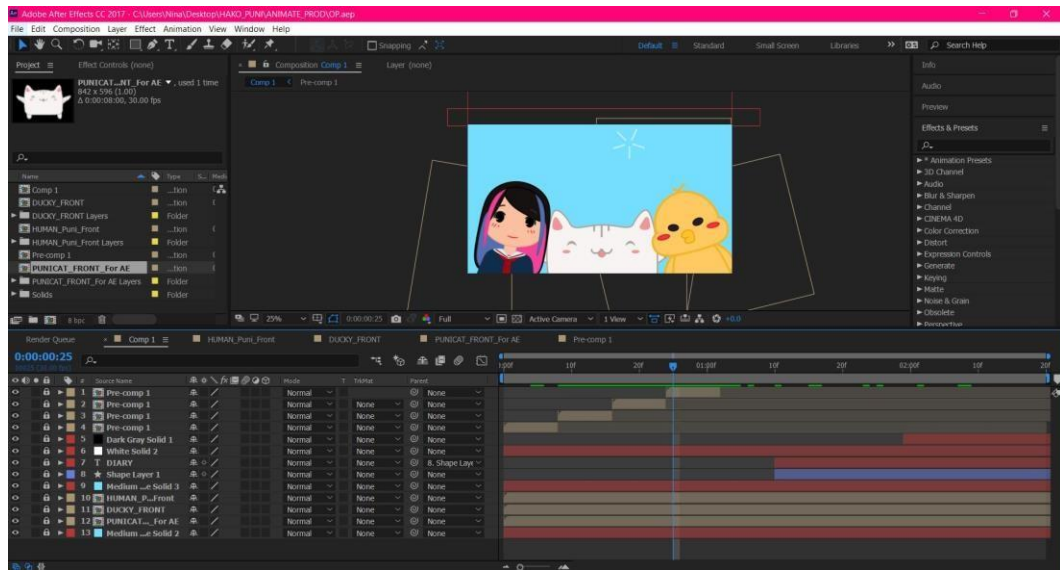 Adobe After Effects CC 2017 - C:\Users\Nina\Desktop\HAKO_PUNI\ANIMATE_PROD\OP.aep
File Edit Composition Layer Effect Animation View Window Help
Snapping Default Standard Small Screen Libraries Search Help
Project Effect Controls (none) Composition Comp 1 Layer (none) Info
Comp 1 Pre-comp 1
PUNICAT...NT_For AE , used 1 time
842 x 596 (1.00)
Δ 0:00:08:00, 30.00 fps
Audio
Preview
Effects & Presets
Name Type S...
Comp 1 ...tion
DUCKY_FRONT ...tion
DUCKY_FRONT Layers Folder
HUMAN_Puni_Front ...tion
HUMAN_Puni_Front Layers Folder
Pre-comp 1 ...tion
PUNICAT_FRONT_For AE ...tion
PUNICAT_FRONT_For AE Layers Folder
Solids Folder
* Animation Presets
3D Channel
Audio
Blur & Sharpen
Channel
CINEMA 4D
Color Correction
Distort
Expression Controls
Generate
Keying
Matte
Noise & Grain
Obsolete
Perspective
8 bpc 25% 0:00:00:25 Full Active Camera 1 View +0.0
Render Queue Comp 1 HUMAN_Puni_Front DUCKY_FRONT PUNICAT_FRONT_For AE Pre-comp 1
0:00:00:25
10f 20f 01:00f 10f 20f 02:00f 10f 20f
# Source Name Mode T TrkMat Parent
1 Pre-comp 1 Normal None
2 Pre-comp 1 Normal None None
3 Pre-comp 1 Normal None None
4 Pre-comp 1 Normal None None
5 Dark Gray Solid 1 Normal None None
6 White Solid 2 Normal None None
7 T DIARY Normal None 8. Shape Laye
8 Shape Layer 1 Normal None None
9 Medium ...e Solid 3 Normal None None
10 HUMAN_P...Front Normal None None
11 DUCKY_FRONT Normal None None
12 PUNICAT..._For AE Normal None None
13 Medium ...e Solid 2 Normal None None